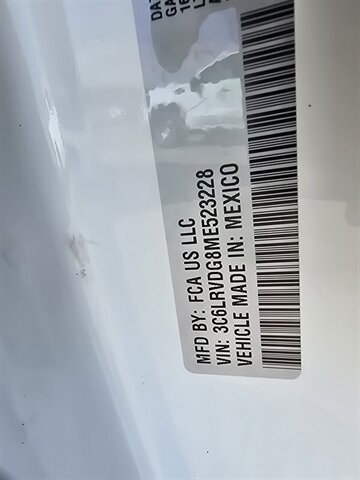 MFD BY: FCA US LLC
VIN: 3C6LRVDG8ME523228
VEHICLE MADE IN: MEXICO